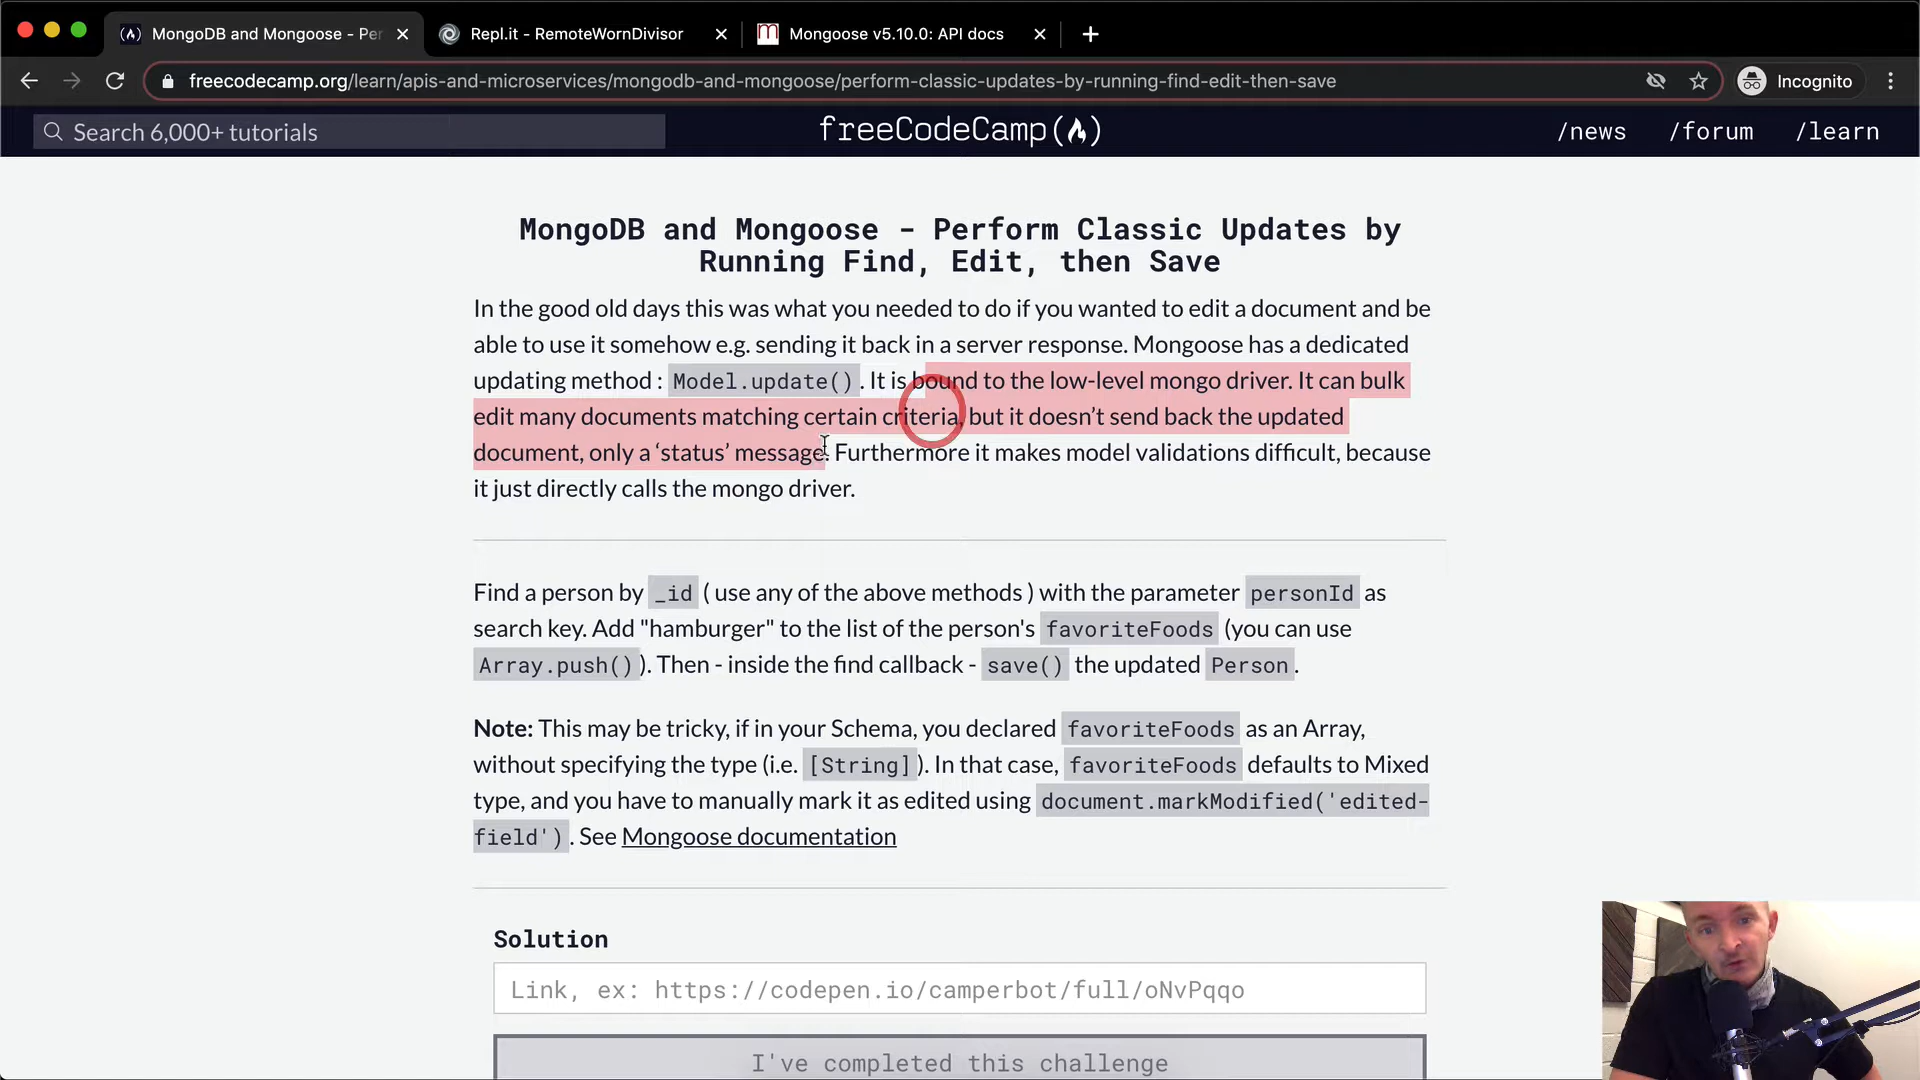 MongoDB and Mongoose - Per
Repl.it - RemoteWornDivisor
Mongoose v5.10.0: API docs
freecodecamp.org/learn/apis-and-microservices/mongodb-and-mongoose/perform-classic-updates-by-running-find-edit-then-save
Incognito
Search 6,000+ tutorials
freeCodeCamp
/news
/forum
/learn
MongoDB and Mongoose - Perform Classic Updates by
Running Find, Edit, then Save
In the good old days this was what you needed to do if you wanted to edit a document and be
able to use it somehow e.g. sending it back in a server response. Mongoose has a dedicated
updating method : Model.update() . It is bound to the low-level mongo driver. It can bulk
edit many documents matching certain criteria, but it doesn’t send back the updated
document, only a ‘status’ message. Furthermore it makes model validations difficult, because
it just directly calls the mongo driver.
Find a person by _id ( use any of the above methods ) with the parameter personId as
search key. Add "hamburger" to the list of the person's favoriteFoods (you can use
Array.push() ). Then - inside the find callback - save() the updated Person .
Note: This may be tricky, if in your Schema, you declared favoriteFoods as an Array,
without specifying the type (i.e. [String] ). In that case, favoriteFoods defaults to Mixed
type, and you have to manually mark it as edited using document.markModified('edited-
field') . See Mongoose documentation
Solution
Link, ex: https://codepen.io/camperbot/full/oNvPqqo
I've completed this challenge